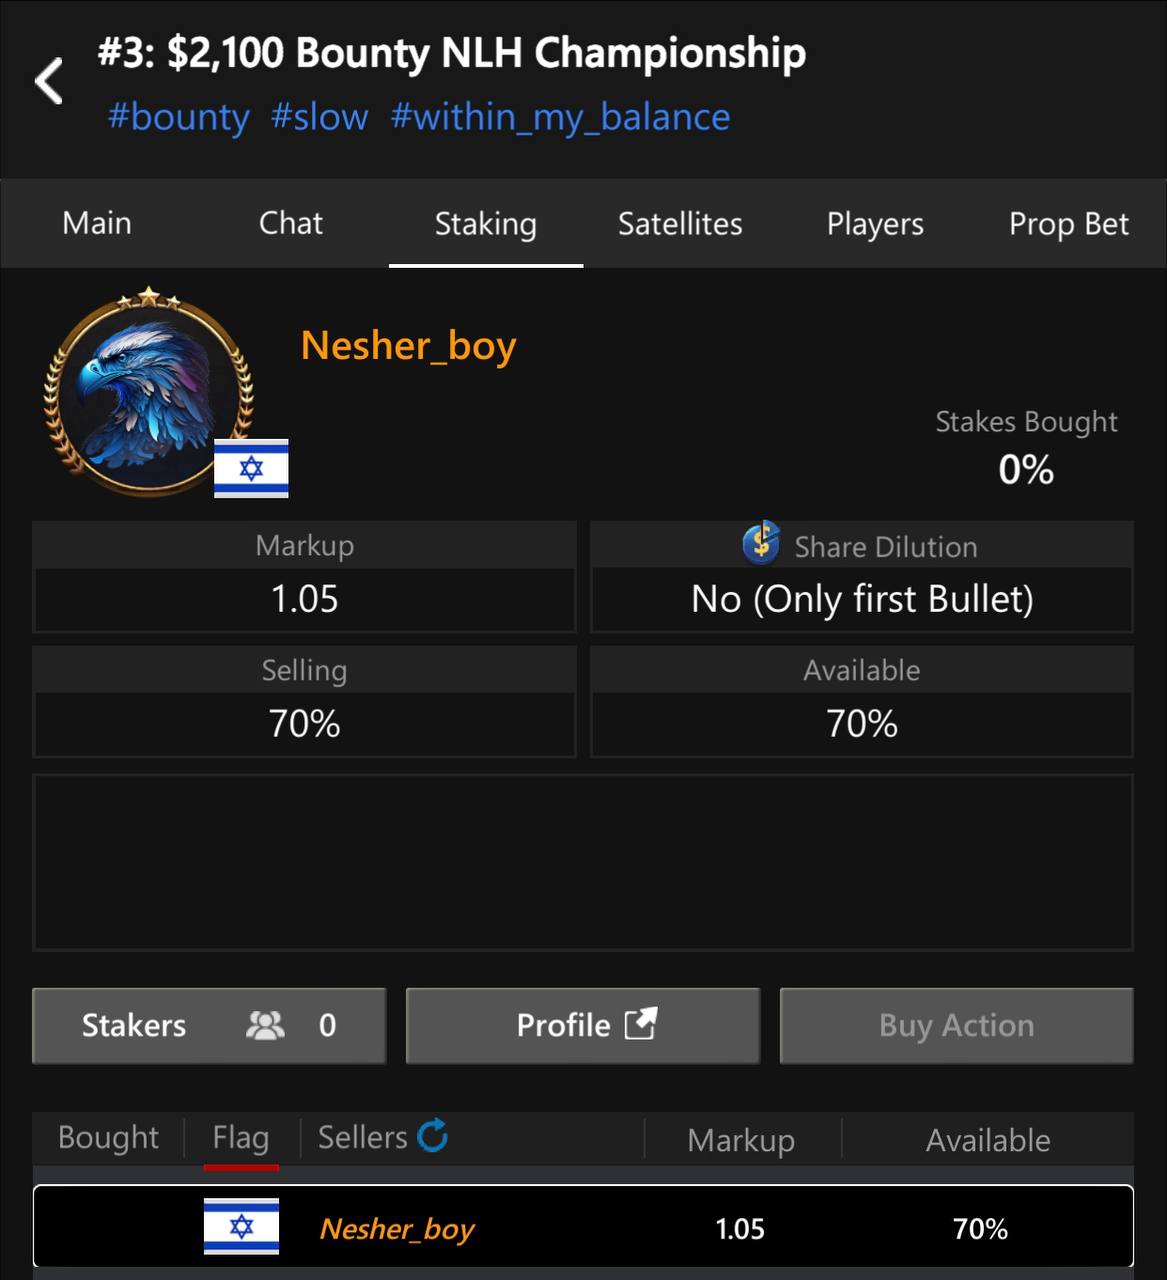 #3: $2,100 Bounty NLH Championship
#bounty #slow #within_my_balance
Main Chat Staking Satellites Players Prop Bet
Nesher_boy
Stakes Bought
0%
Markup Share Dilution
1.05 No (Only first Bullet)
Selling Available
70% 70%
Stakers 0 Profile Buy Action
Bought Flag Sellers Markup Available
Nesher_boy 1.05 70%